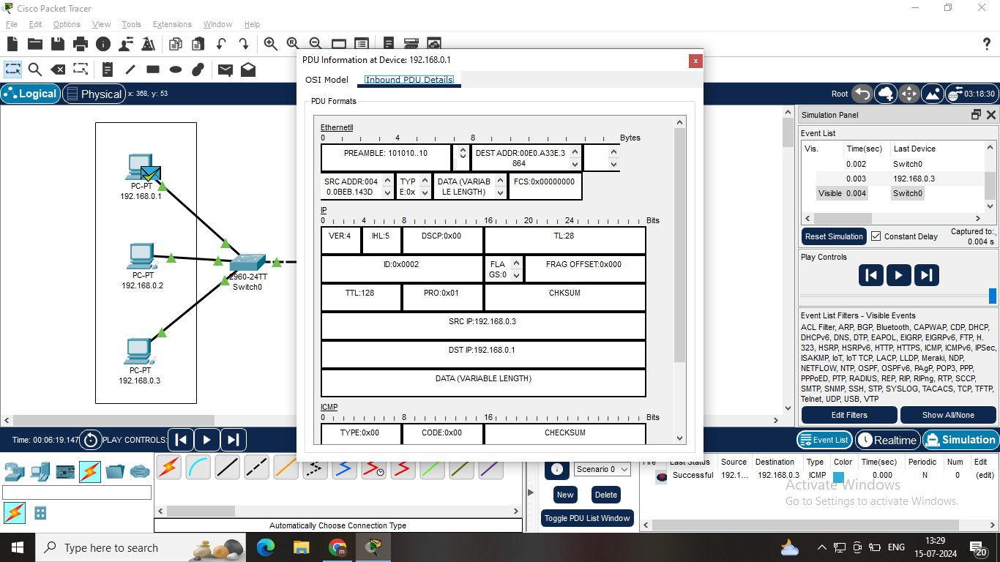 Cisco Packet Tracer
File Edit Options View Tools Extensions Window Help
PDU Information at Device: 192.168.0.1
x
OSI Model Inbound PDU Details
Logical Physical x: 368, y: 53
Root 03:18:30
PDU Formats
EthernetII
0 4 8 Bytes
PREAMBLE: 101010..10
DEST ADDR:00E0.A33E.3
864
SRC ADDR:004
0.0BEB.143D
TYP
E:0x
DATA (VARIAB
LE LENGTH)
FCS:0x00000000
IP
0 4 8 16 20 24 Bits
VER:4 IHL:5 DSCP:0x00 TL:28
ID:0x0002
FLA
GS:0
FRAG OFFSET:0x000
TTL:128 PRO:0x01 CHKSUM
SRC IP:192.168.0.3
DST IP:192.168.0.1
DATA (VARIABLE LENGTH)
ICMP
0 8 16 Bits
TYPE:0x00 CODE:0x00 CHECKSUM
PC-PT
192.168.0.1
PC-PT
192.168.0.2
PC-PT
192.168.0.3
2960-24TT
Switch0
Simulation Panel
Event List
Vis. Time(sec) Last Device
0.002 Switch0
0.003 192.168.0.3
Visible 0.004 Switch0
Reset Simulation Constant Delay
Captured to:
0.004 s
Play Controls
Event List Filters - Visible Events
ACL Filter, ARP, BGP, Bluetooth, CAPWAP, CDP, DHCP,
DHCPv6, DNS, DTP, EAPOL, EIGRP, EIGRPv6, FTP, H.
323, HSRP, HSRPv6, HTTP, HTTPS, ICMP, ICMPv6, IPSec,
ISAKMP, IoT, IoT TCP, LACP, LLDP, Meraki, NDP,
NETFLOW, NTP, OSPF, OSPFv6, PAgP, POP3, PPP,
PPPoED, PTP, RADIUS, REP, RIP, RIPng, RTP, SCCP,
SMTP, SNMP, SSH, STP, SYSLOG, TACACS, TCP, TFTP,
Telnet, UDP, USB, VTP
Edit Filters Show All/None
Time: 00:06:19.147 PLAY CONTROLS:
Event List Realtime Simulation
Scenario 0
New Delete
Toggle PDU List Window
Fire Last Status Source Destination Type Color Time(sec) Periodic Num Edit
Successful 192.1... 192.168.0.3 ICMP 0.000 N 0 (edit)
Activate Windows
Go to Settings to activate Windows.
Automatically Choose Connection Type
Type here to search
ENG
13:29
15-07-2024
20